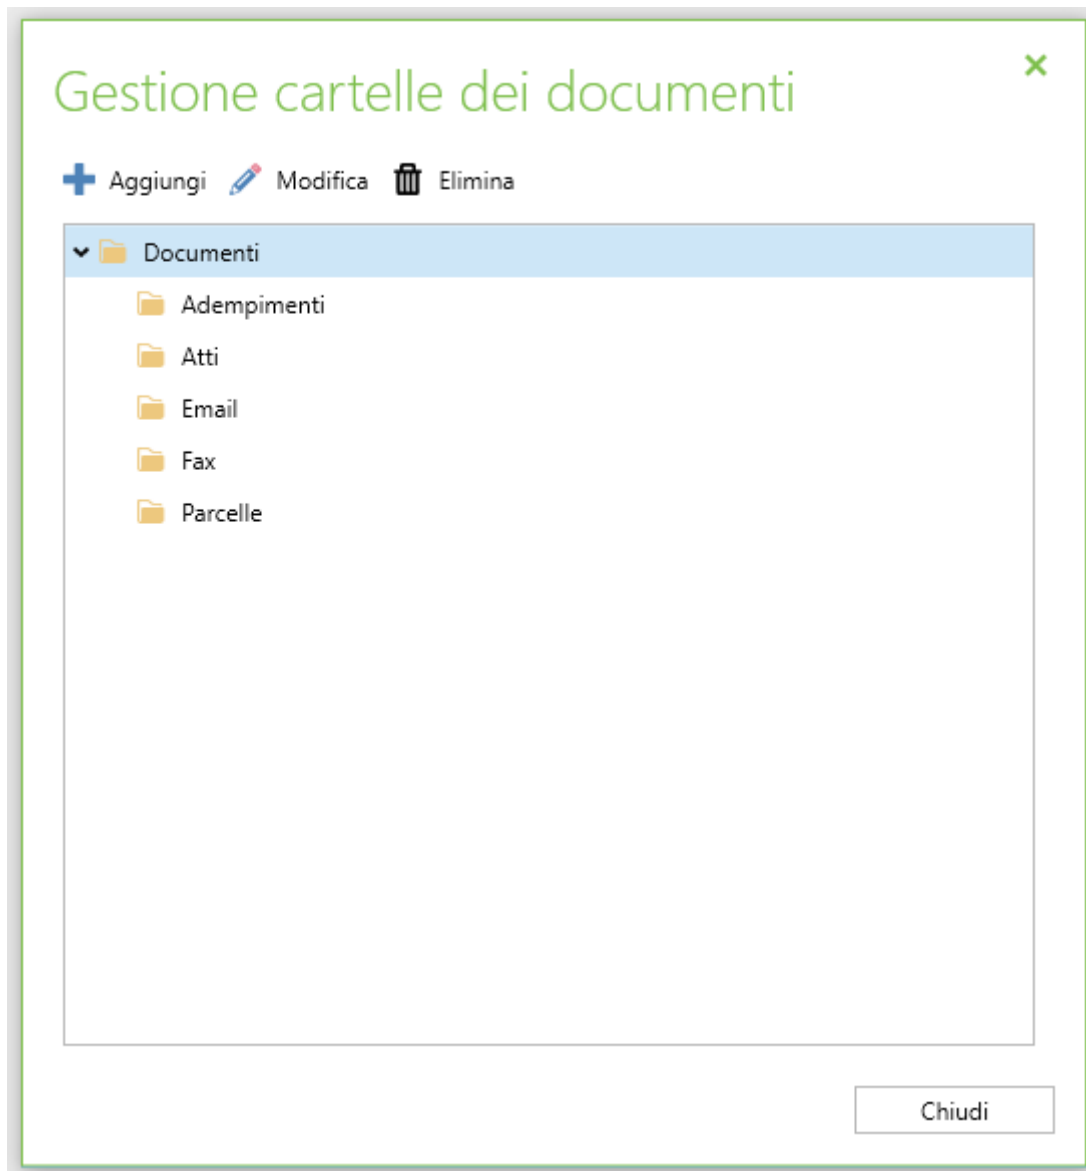 Gestione cartelle dei documenti
Aggiungi Modifica Elimina
Documenti
Adempimenti
Atti
Email
Fax
Parcelle
Chiudi